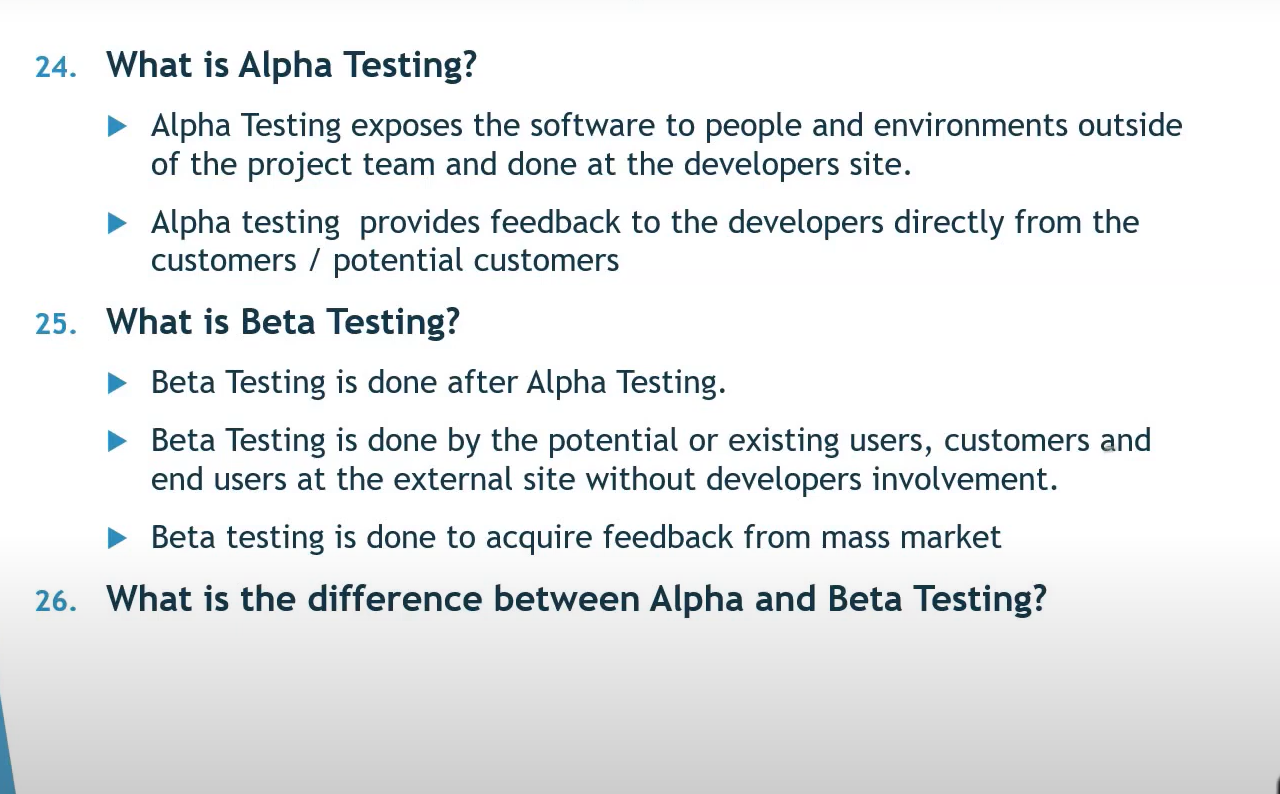 24. What is Alpha Testing?
▶ Alpha Testing exposes the software to people and environments outside
of the project team and done at the developers site.
▶ Alpha testing  provides feedback to the developers directly from the
customers / potential customers
25. What is Beta Testing?
▶ Beta Testing is done after Alpha Testing.
▶ Beta Testing is done by the potential or existing users, customers and
end users at the external site without developers involvement.
▶ Beta testing is done to acquire feedback from mass market
26. What is the difference between Alpha and Beta Testing?